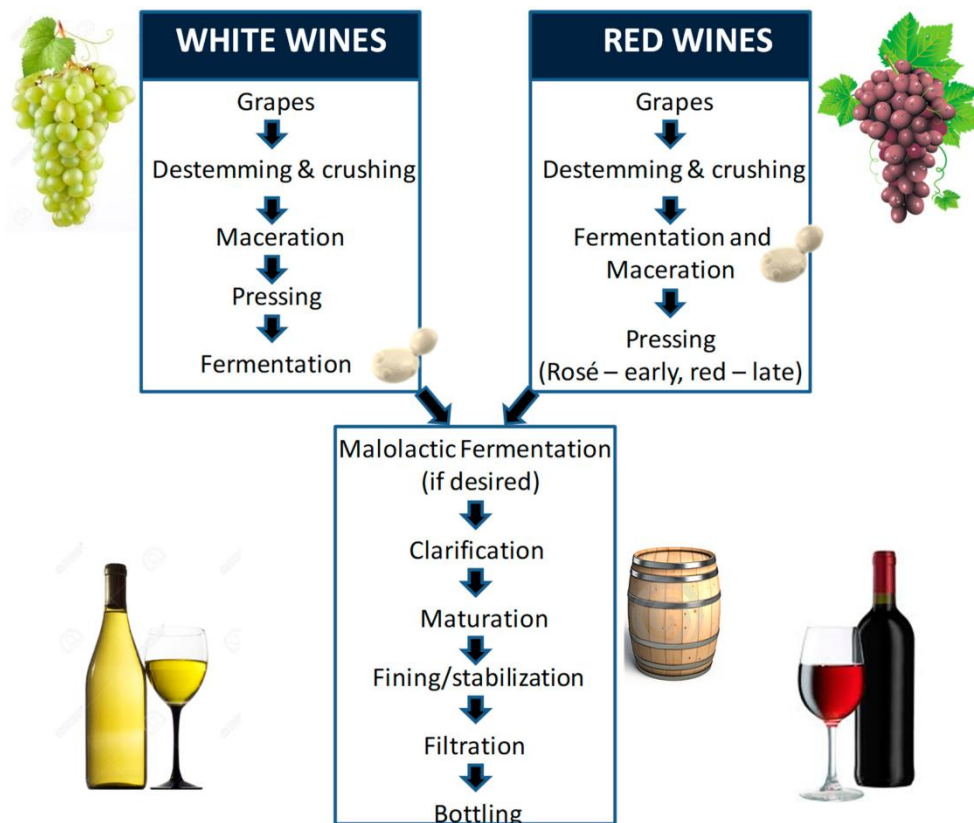 WHITE WINES
Grapes
Destemming & crushing
Maceration
Pressing
Fermentation
RED WINES
Grapes
Destemming & crushing
Fermentation and
Maceration
Pressing
(Rosé – early, red – late)
Malolactic Fermentation
(if desired)
Clarification
Maturation
Fining/stabilization
Filtration
Bottling